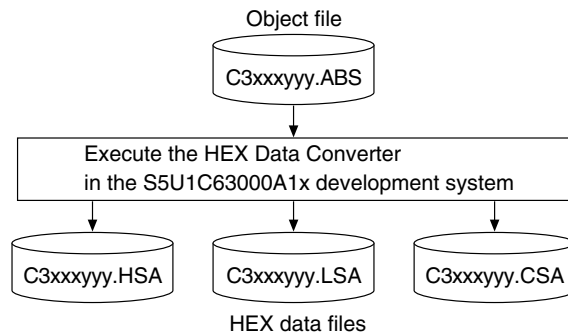 Object file
C3xxxyyy.ABS
Execute the HEX Data Converter
in the S5U1C63000A1x development system
C3xxxyyy.HSA
C3xxxyyy.LSA
C3xxxyyy.CSA
HEX data files